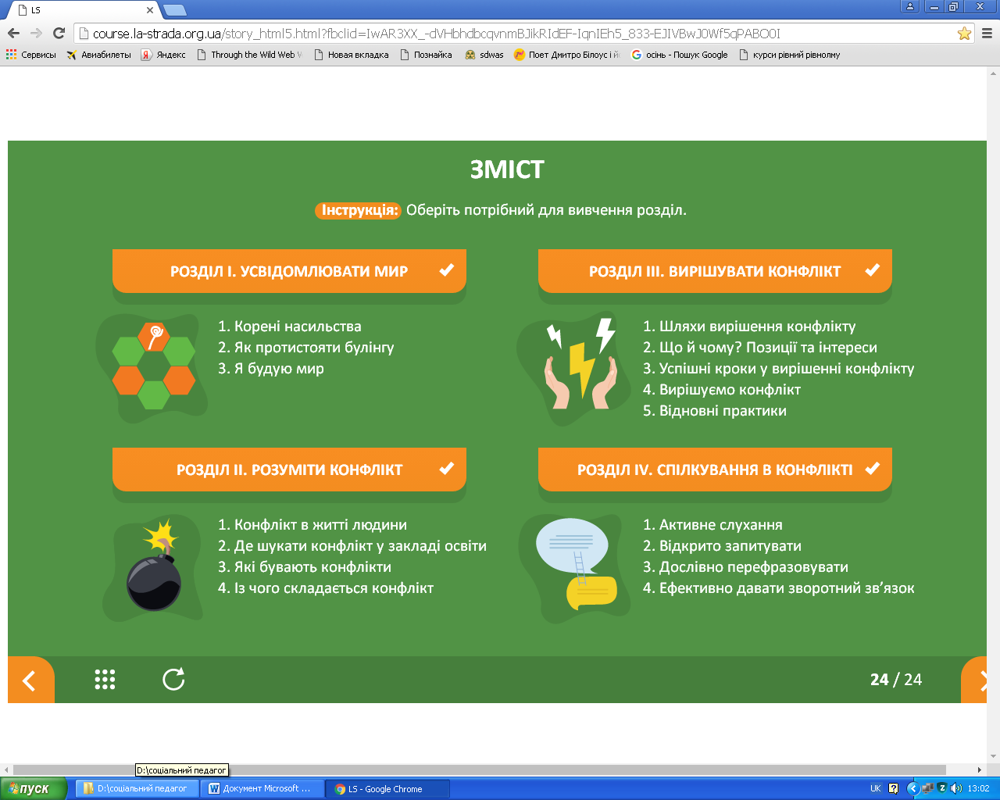 LS
course.la-strada.org.ua/story_html5.html?fbclid=IwAR3XX_-dVHbhdbcqvnmBJikRIdEF-IqnIEh5_833-EJIVBwJ0Wf5qPABO0I
Сервисы Авиабилеты Яндекс Through the Wild Web Новая вкладка Познайка sdwas Поет Дмитро Білоус і осінь - Пошук Google курси рівний рівнолму
ЗМІСТ
Інструкція: Оберіть потрібний для вивчення розділ.
РОЗДІЛ І. УСВІДОМЛЮВАТИ МИР
1. Корені насильства
2. Як протистояти булінгу
3. Я будую мир
РОЗДІЛ ІІІ. ВИРІШУВАТИ КОНФЛІКТ
1. Шляхи вирішення конфлікту
2. Що й чому? Позиції та інтереси
3. Успішні кроки у вирішенні конфлікту
4. Вирішуємо конфлікт
5. Відновні практики
РОЗДІЛ ІІ. РОЗУМІТИ КОНФЛІКТ
1. Конфлікт в житті людини
2. Де шукати конфлікт у закладі освіти
3. Які бувають конфлікти
4. Із чого складається конфлікт
РОЗДІЛ IV. СПІЛКУВАННЯ В КОНФЛІКТІ
1. Активне слухання
2. Відкрито запитувати
3. Дослівно перефразовувати
4. Ефективно давати зворотний зв’язок
24 / 24
D:\соціальний педагог
пуск D:\соціальний педагог Документ Microsoft ... LS - Google Chrome UK 13:02